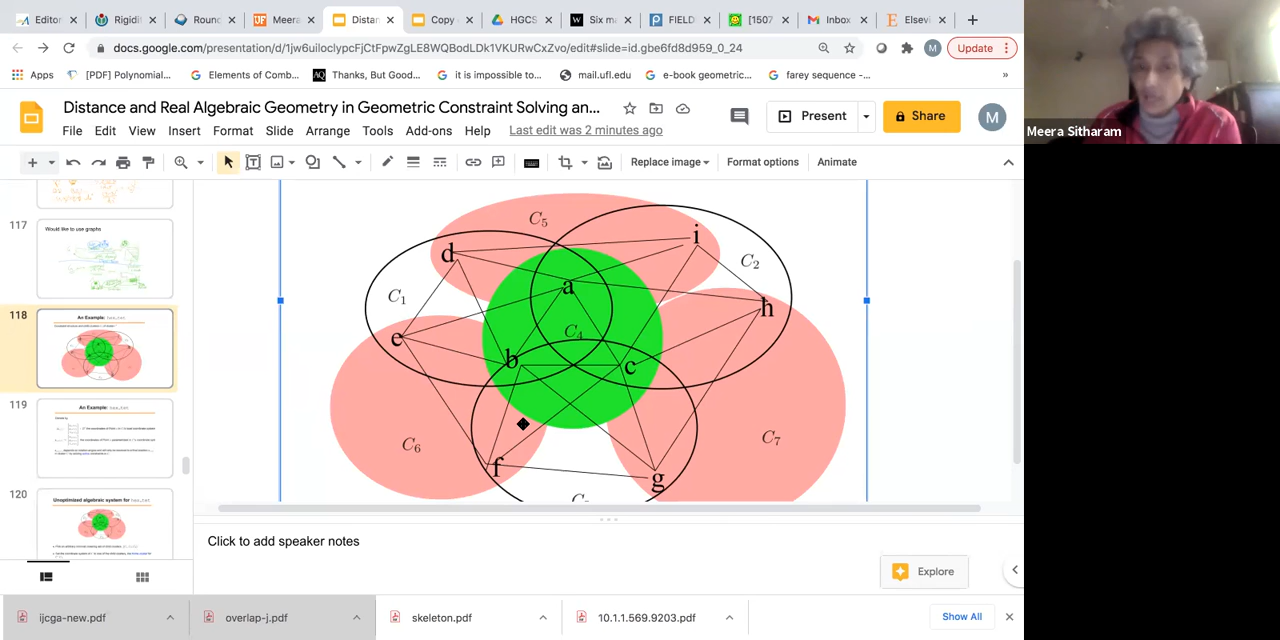 Editor
Rigidi
Roun
Meera
Distan
Copy
HGCS
Six m
FIELD
[1507
Inbox
Elsevi
docs.google.com/presentation/d/1jw6uiloclypcFjCtFpwZgLE8WQBodLDk1VKURwCxZvo/edit#slide=id.gbe6fd8d959_0_24
M
Update
Apps
[PDF] Polynomial...
Elements of Comb...
AQ
Thanks, But Good...
it is impossible to...
mail.ufl.edu
e-book geometric...
farey sequence -...
Distance and Real Algebraic Geometry in Geometric Constraint Solving an...
File Edit View Insert Format Slide Arrange Tools Add-ons Help Last edit was 2 minutes ago
Present
Share
M
Meera Sitharam
Replace image
Format options
Animate
117
Would like to use graphs
118
An Example:
119
An Example:
120
Unoptimized algebraic system for
C5
d
i
C2
a
C1
h
C4
e
b
c
C6
C7
f
g
Click to add speaker notes
Explore
ijcga-new.pdf
overlap-j.pdf
skeleton.pdf
10.1.1.569.9203.pdf
Show All